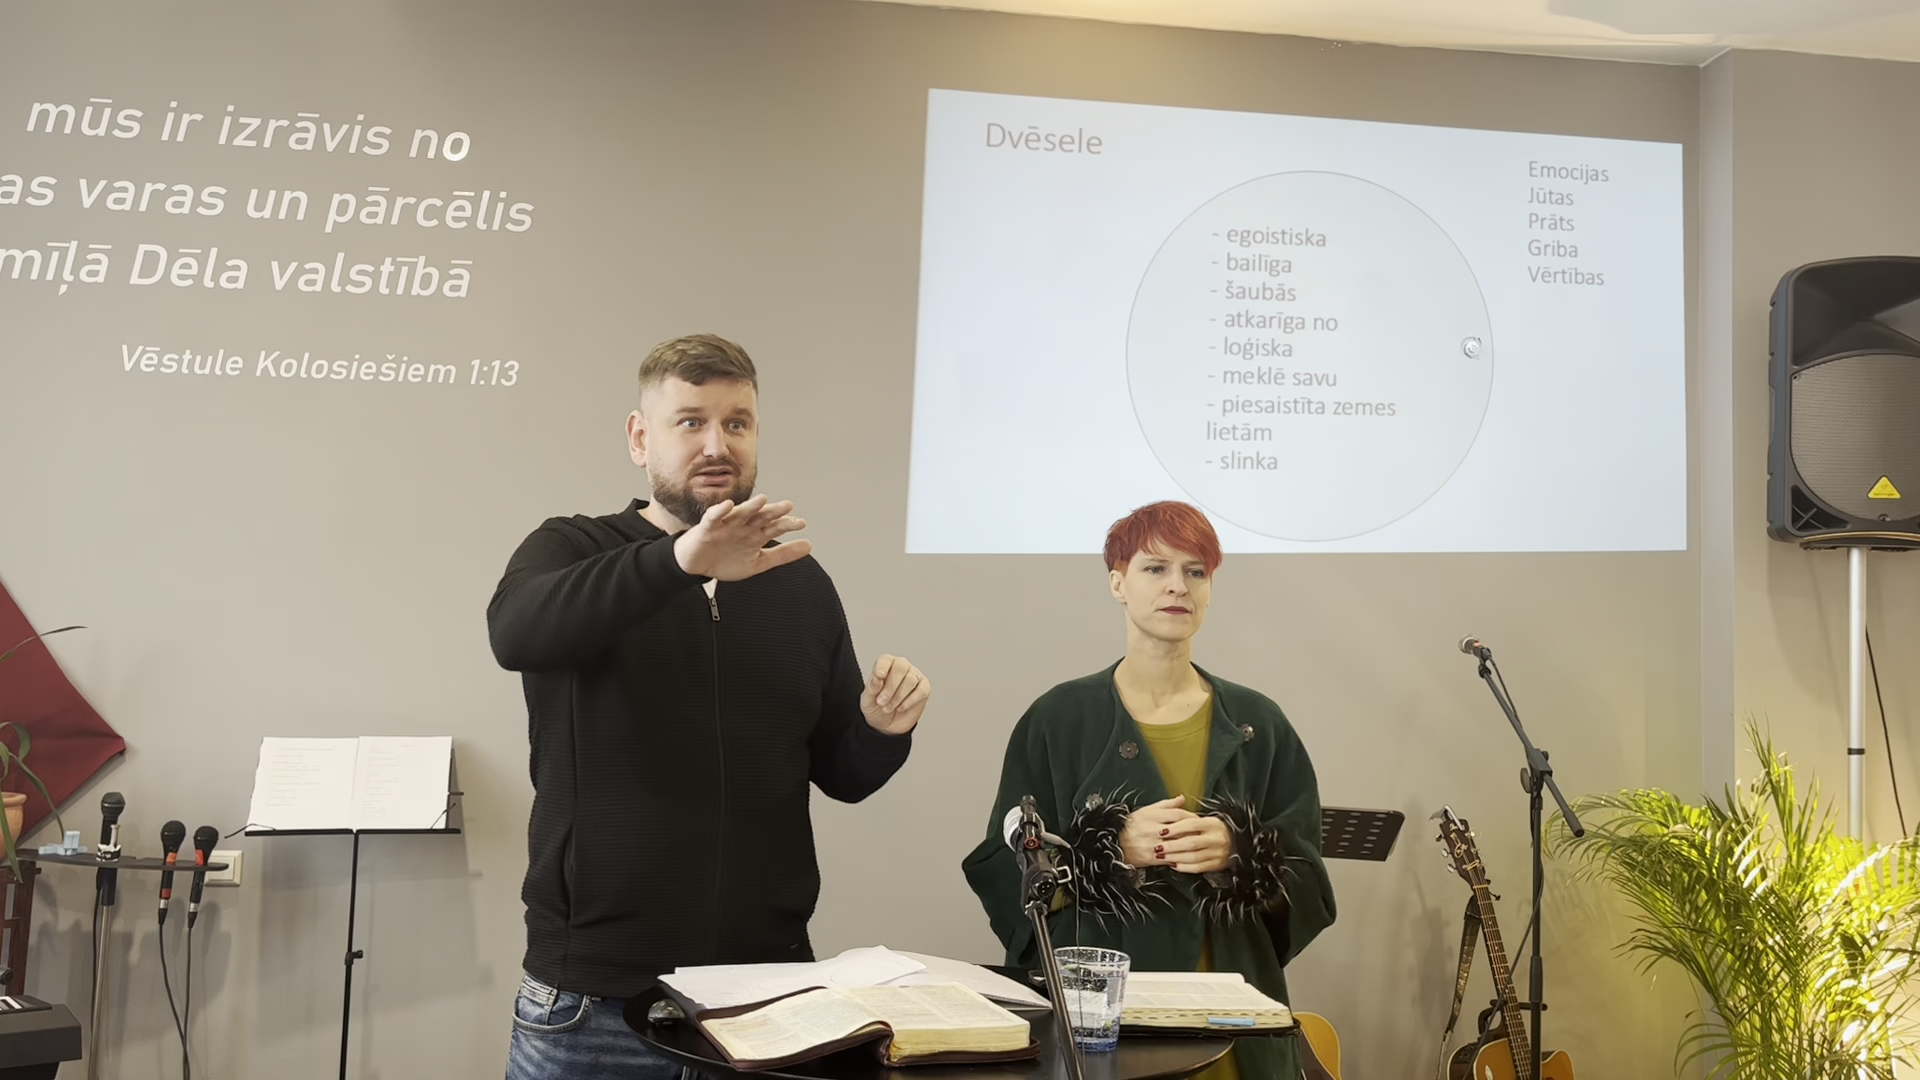 mūs ir izrāvis no
as varas un pārcēlis
mīļā Dēla valstībā
Vēstule Kolosiešiem 1:13
Dvēsele
- egoistiska
- bailīga
- šaubās
- atkarīga no
- loģiska
- meklē savu
- piesaistīta zemes
lietām
- slinka
Emocijas
Jūtas
Prāts
Griba
Vērtības